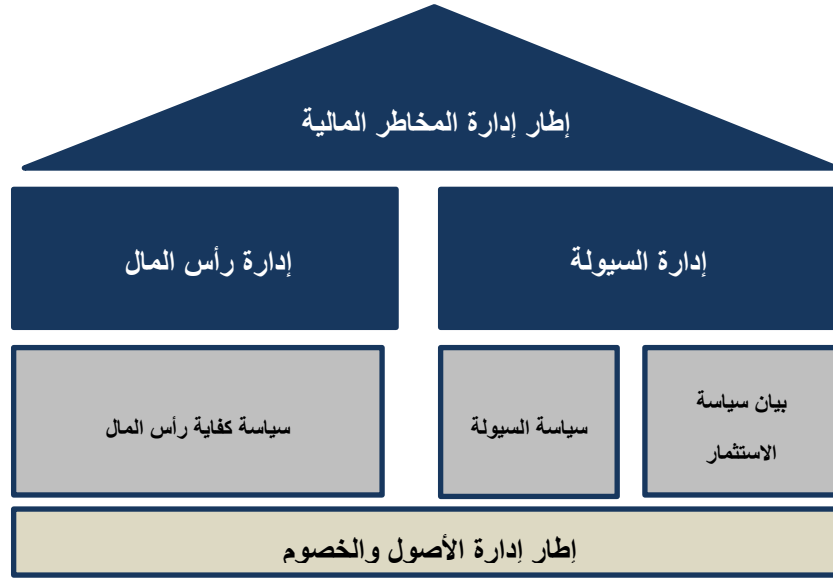 إطار إدارة المخاطر المالية
إدارة السيولة
إدارة رأس المال
بيان سياسة
الاستثمار
سياسة السيولة
سياسة كفاية رأس المال
إطار إدارة الأصول والخصوم